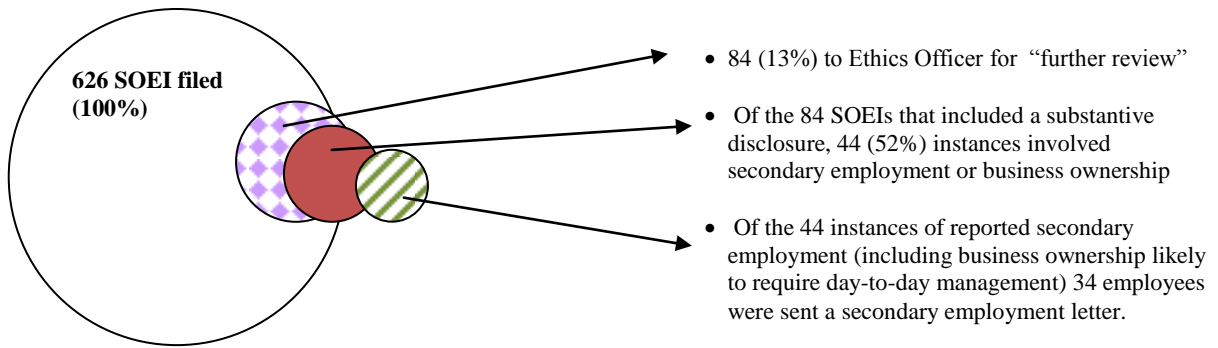 626 SOEI filed
(100%)
• 84 (13%) to Ethics Officer for “further review”
• Of the 84 SOEIs that included a substantive
disclosure, 44 (52%) instances involved
secondary employment or business ownership
• Of the 44 instances of reported secondary
employment (including business ownership likely
to require day-to-day management) 34 employees
were sent a secondary employment letter.